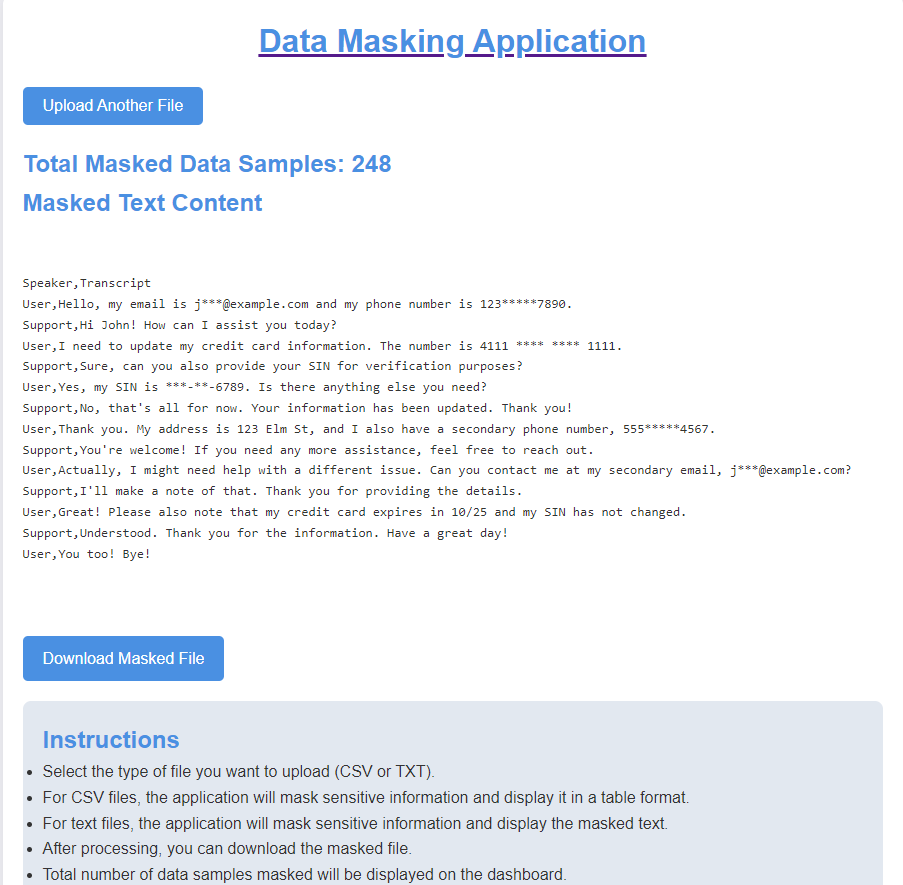 Data Masking Application
Upload Another File
Total Masked Data Samples: 248
Masked Text Content
Speaker,Transcript
User,Hello, my email is j***@example.com and my phone number is 123*****7890.
Support,Hi John! How can I assist you today?
User,I need to update my credit card information. The number is 4111 **** **** 1111.
Support,Sure, can you also provide your SIN for verification purposes?
User,Yes, my SIN is ***-**-6789. Is there anything else you need?
Support,No, that's all for now. Your information has been updated. Thank you!
User,Thank you. My address is 123 Elm St, and I also have a secondary phone number, 555*****4567.
Support,You're welcome! If you need any more assistance, feel free to reach out.
User,Actually, I might need help with a different issue. Can you contact me at my secondary email, j***@example.com?
Support,I'll make a note of that. Thank you for providing the details.
User,Great! Please also note that my credit card expires in 10/25 and my SIN has not changed.
Support,Understood. Thank you for the information. Have a great day!
User,You too! Bye!
Download Masked File
Instructions
• Select the type of file you want to upload (CSV or TXT).
• For CSV files, the application will mask sensitive information and display it in a table format.
• For text files, the application will mask sensitive information and display the masked text.
• After processing, you can download the masked file.
• Total number of data samples masked will be displayed on the dashboard.